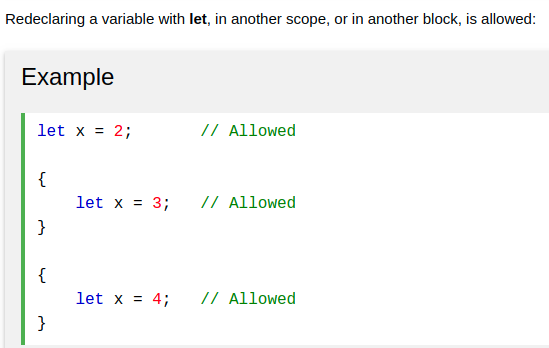 Redeclaring a variable with let, in another scope, or in another block, is allowed:
Example
let x = 2;       // Allowed
{
    let x = 3;   // Allowed
}
{
    let x = 4;   // Allowed
}